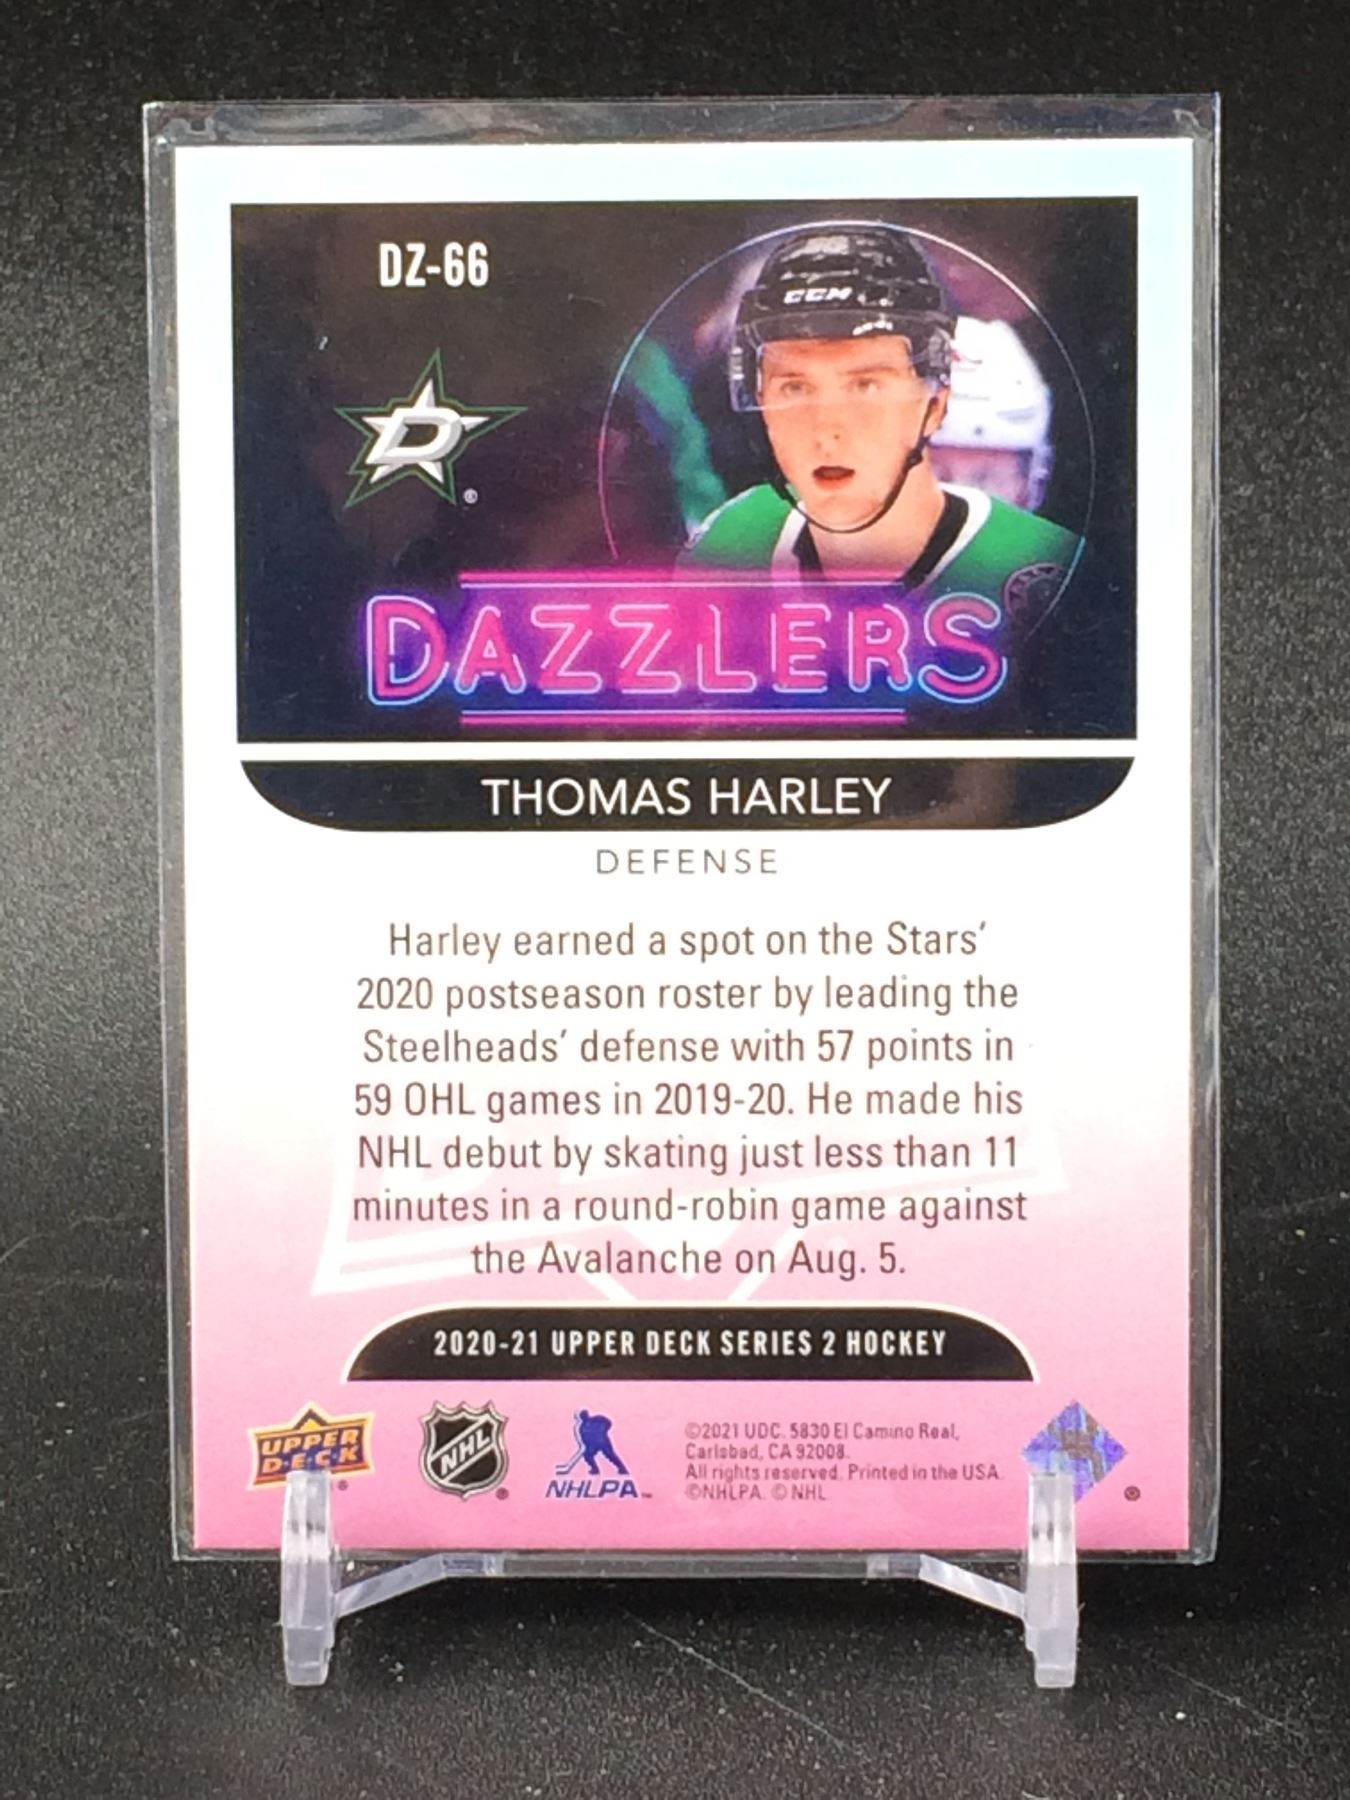 DZ-66
CCM
D
®
DAZZLERS
THOMAS HARLEY
DEFENSE
Harley earned a spot on the Stars'
2020 postseason roster by leading the
Steelheads' defense with 57 points in
59 OHL games in 2019-20. He made his
NHL debut by skating just less than 11
minutes in a round-robin game against
the Avalanche on Aug. 5.
2020-21 UPPER DECK SERIES 2 HOCKEY
UPPER
DECK
NHL
NHLPA™
©2021 UDC. 5830 El Camino Real,
Carlsbad, CA 92008.
All rights reserved. Printed in the USA.
©NHLPA. © NHL